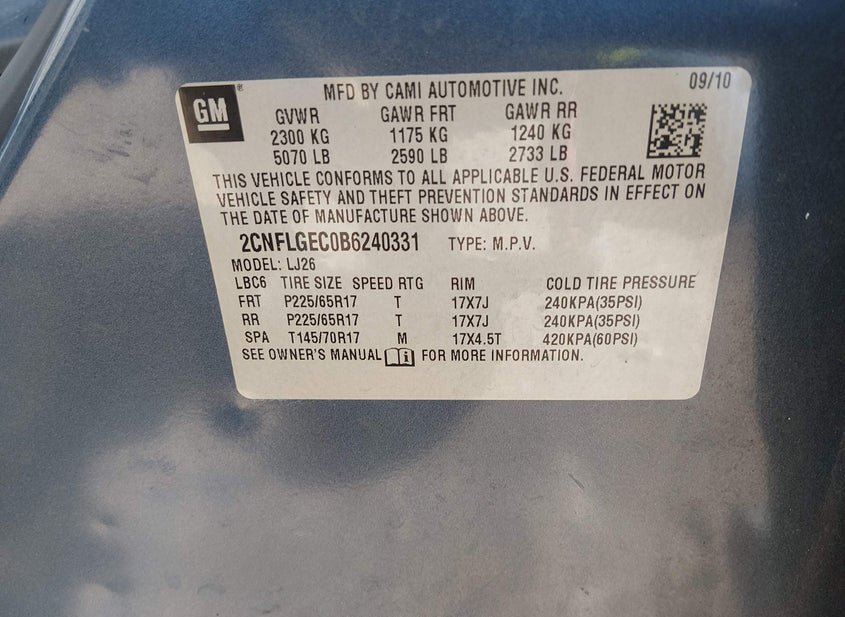 GM
MFD BY CAMI AUTOMOTIVE INC.
09/10
GVWR GAWR FRT GAWR RR
2300 KG 1175 KG 1240 KG
5070 LB 2590 LB 2733 LB
THIS VEHICLE CONFORMS TO ALL APPLICABLE U.S. FEDERAL MOTOR
VEHICLE SAFETY AND THEFT PREVENTION STANDARDS IN EFFECT ON
THE DATE OF MANUFACTURE SHOWN ABOVE.
2CNFLGEC0B6240331 TYPE: M.P.V.
MODEL: LJ26
LBC6 TIRE SIZE SPEED RTG RIM COLD TIRE PRESSURE
FRT P225/65R17 T 17X7J 240KPA(35PSI)
RR P225/65R17 T 17X7J 240KPA(35PSI)
SPA T145/70R17 M 17X4.5T 420KPA(60PSI)
SEE OWNER'S MANUAL i FOR MORE INFORMATION.